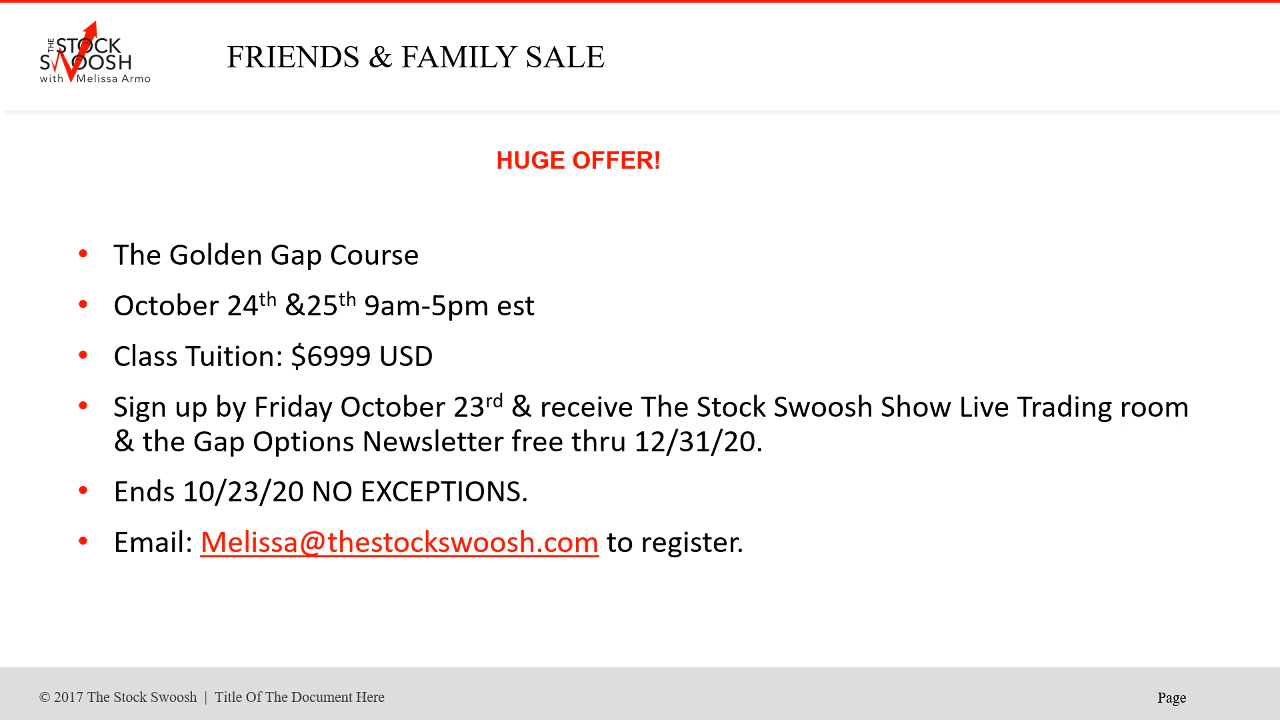 THE STOCK
SWOOSH
with Melissa Armo
FRIENDS & FAMILY SALE
HUGE OFFER!
• The Golden Gap Course
• October 24th &25th 9am-5pm est
• Class Tuition: $6999 USD
• Sign up by Friday October 23rd & receive The Stock Swoosh Show Live Trading room
& the Gap Options Newsletter free thru 12/31/20.
• Ends 10/23/20 NO EXCEPTIONS.
• Email: Melissa@thestockswoosh.com to register.
© 2017 The Stock Swoosh | Title Of The Document Here
Page